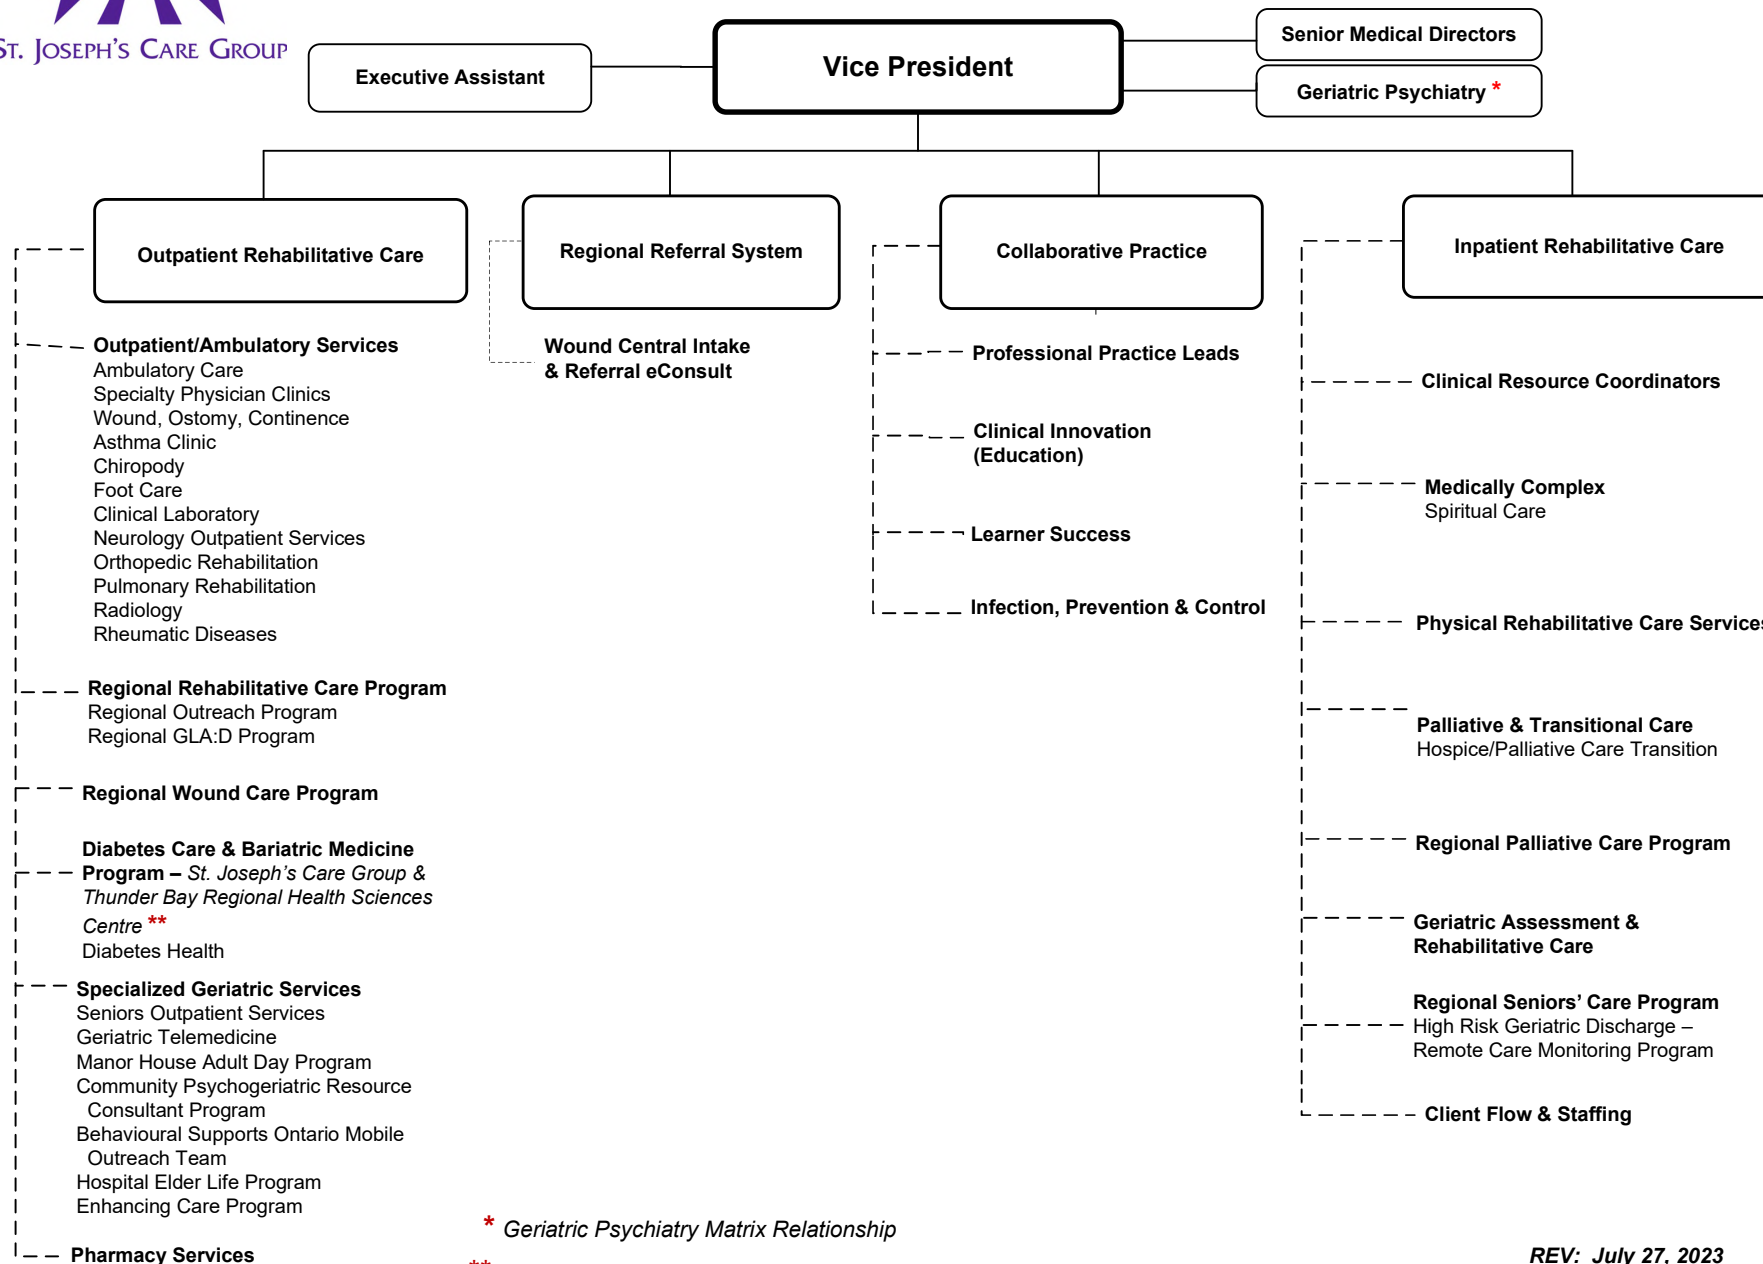 ST. JOSEPH'S CARE GROUP
Executive Assistant
Vice President
Senior Medical Directors
Geriatric Psychiatry *
Outpatient Rehabilitative Care
Regional Referral System
Collaborative Practice
Inpatient Rehabilitative Care
Outpatient/Ambulatory Services
Ambulatory Care
Specialty Physician Clinics
Wound, Ostomy, Continence
Asthma Clinic
Chiropody
Foot Care
Clinical Laboratory
Neurology Outpatient Services
Orthopedic Rehabilitation
Pulmonary Rehabilitation
Radiology
Rheumatic Diseases
Regional Rehabilitative Care Program
Regional Outreach Program
Regional GLA:D Program
Regional Wound Care Program
Diabetes Care & Bariatric Medicine
Program – St. Joseph's Care Group &
Thunder Bay Regional Health Sciences
Centre **
Diabetes Health
Specialized Geriatric Services
Seniors Outpatient Services
Geriatric Telemedicine
Manor House Adult Day Program
Community Psychogeriatric Resource
Consultant Program
Behavioural Supports Ontario Mobile
Outreach Team
Hospital Elder Life Program
Enhancing Care Program
Pharmacy Services
Wound Central Intake
& Referral eConsult
Professional Practice Leads
Clinical Innovation
(Education)
Learner Success
Infection, Prevention & Control
Clinical Resource Coordinators
Medically Complex
Spiritual Care
Physical Rehabilitative Care Services
Palliative & Transitional Care
Hospice/Palliative Care Transition
Regional Palliative Care Program
Geriatric Assessment &
Rehabilitative Care
Regional Seniors' Care Program
High Risk Geriatric Discharge –
Remote Care Monitoring Program
Client Flow & Staffing
* Geriatric Psychiatry Matrix Relationship
**
REV: July 27, 2023